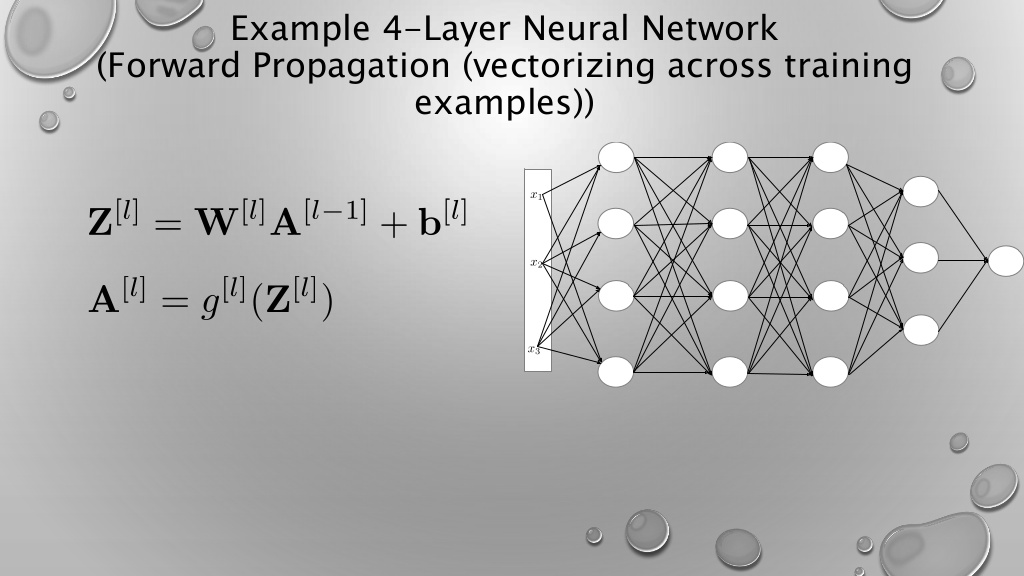 Example 4-Layer Neural Network
(Forward Propagation (vectorizing across training
examples))
Z^[l] = W^[l] A^[l−1] + b^[l]
A^[l] = g^[l](Z^[l])
x₁
x₂
x₃